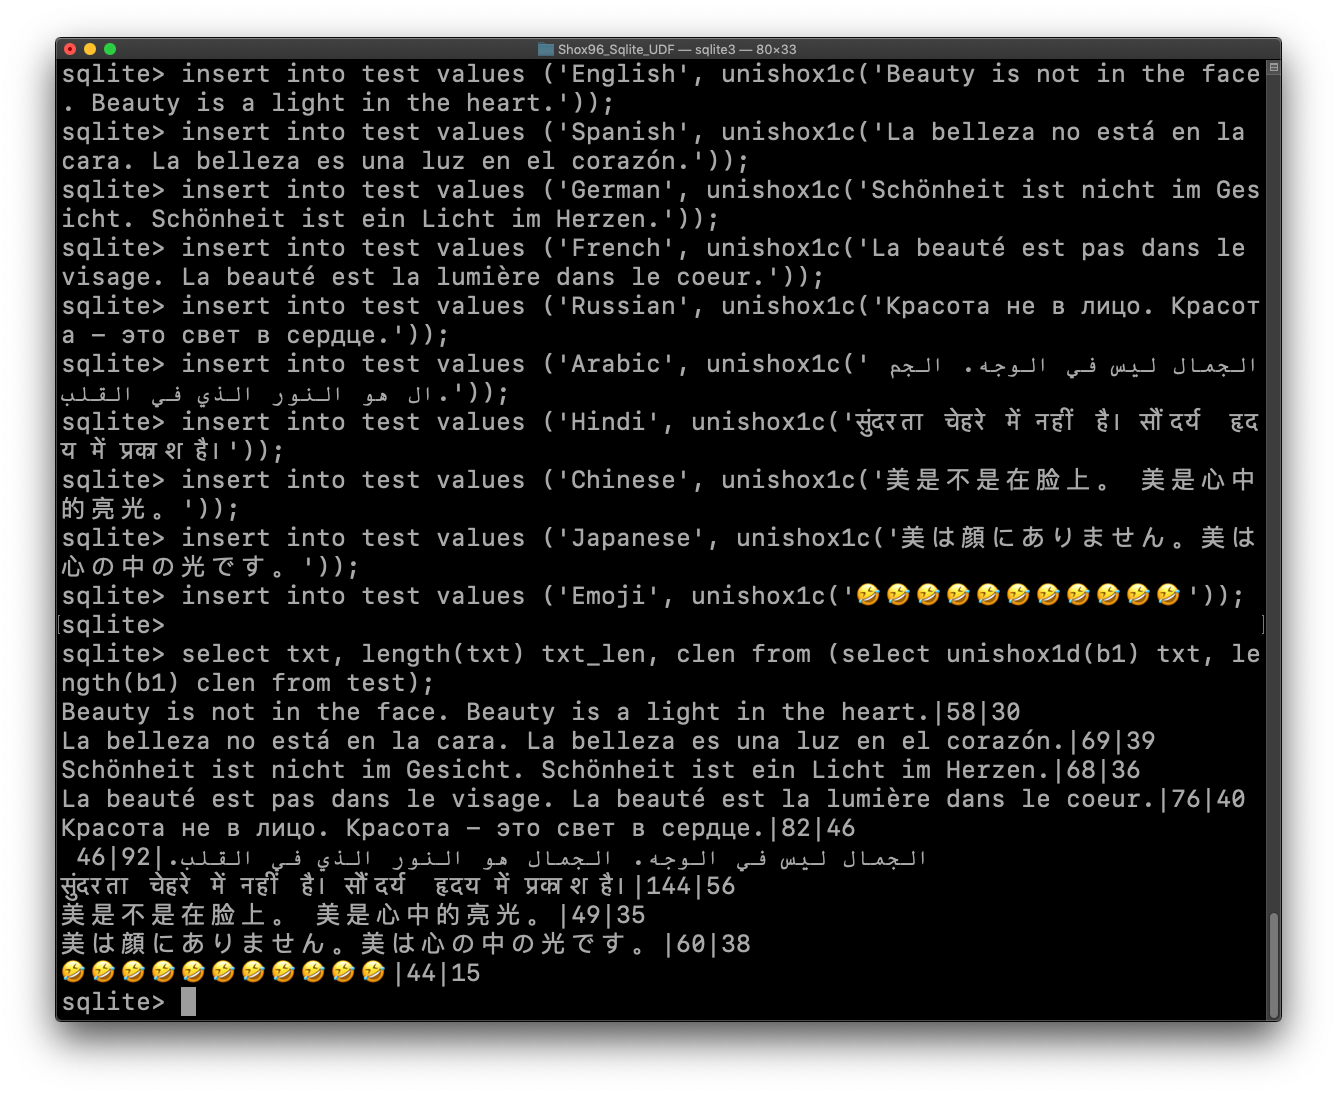 Shox96_Sqlite_UDF — sqlite3 — 80×33
sqlite> insert into test values ('English', unishox1c('Beauty is not in the face
. Beauty is a light in the heart.'));
sqlite> insert into test values ('Spanish', unishox1c('La belleza no está en la
cara. La belleza es una luz en el corazón.'));
sqlite> insert into test values ('German', unishox1c('Schönheit ist nicht im Ges
icht. Schönheit ist ein Licht im Herzen.'));
sqlite> insert into test values ('French', unishox1c('La beauté est pas dans le
visage. La beauté est la lumière dans le coeur.'));
sqlite> insert into test values ('Russian', unishox1c('Красота не в лицо. Красот
а – это свет в сердце.'));
sqlite> insert into test values ('Arabic', unishox1c(' الجمال ليس في الوجه. الجم
ال هو النور الذي في القلب.'));
sqlite> insert into test values ('Hindi', unishox1c('सुंदरता चेहरे में नहीं है। सौंदर्य हृद
य में प्रकाश है।'));
sqlite> insert into test values ('Chinese', unishox1c('美是不是在脸上。 美是心中
的亮光。'));
sqlite> insert into test values ('Japanese', unishox1c('美は顔にありません。美は
心の中の光です。'));
sqlite> insert into test values ('Emoji', unishox1c('🤣🤣🤣🤣🤣🤣🤣🤣🤣🤣🤣'));
[sqlite> ]
sqlite> select txt, length(txt) txt_len, clen from (select unishox1d(b1) txt, le
ngth(b1) clen from test);
Beauty is not in the face. Beauty is a light in the heart.|58|30
La belleza no está en la cara. La belleza es una luz en el corazón.|69|39
Schönheit ist nicht im Gesicht. Schönheit ist ein Licht im Herzen.|68|36
La beauté est pas dans le visage. La beauté est la lumière dans le coeur.|76|40
Красота не в лицо. Красота – это свет в сердце.|82|46
الجمال ليس في الوجه. الجمال هو النور الذي في القلب.|92|46
सुंदरता चेहरे में नहीं है। सौंदर्य हृदय में प्रकाश है।|144|56
美是不是在脸上。 美是心中的亮光。|49|35
美は顔にありません。美は心の中の光です。|60|38
🤣🤣🤣🤣🤣🤣🤣🤣🤣🤣🤣|44|15
sqlite>